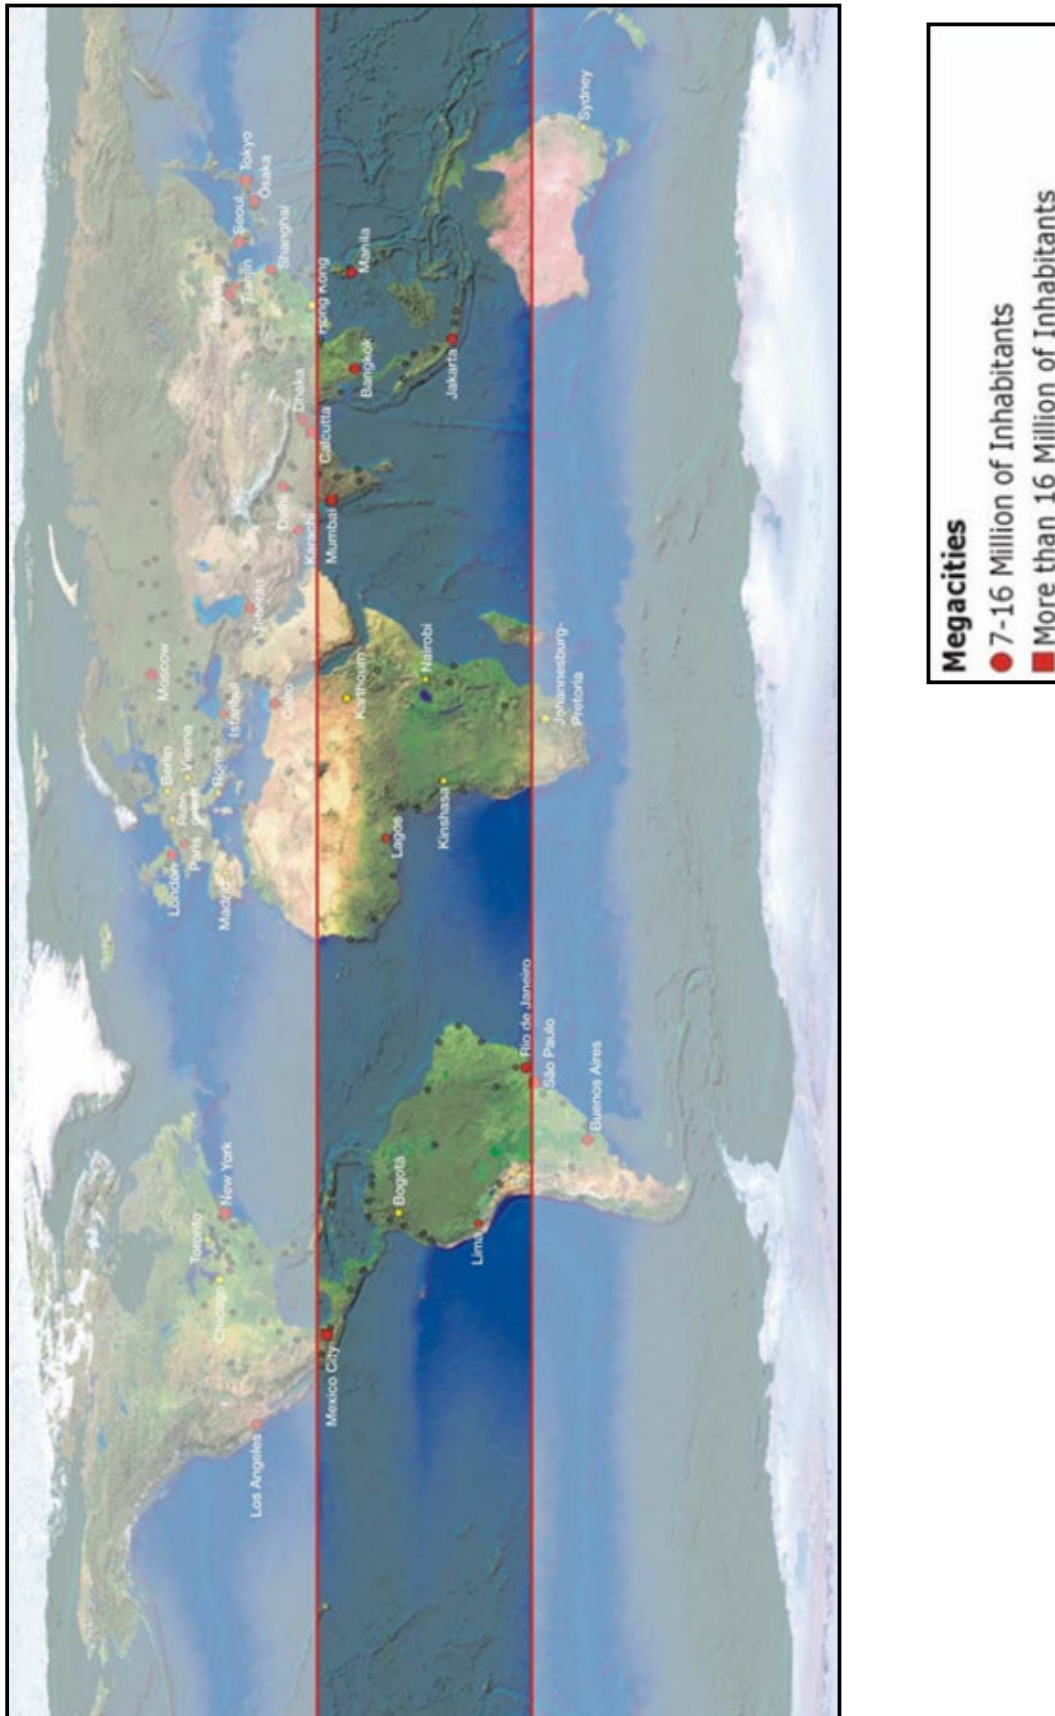 Moscow
Berlin
London
Vienna
Paris
Toronto
Rome
Chicago
New York
Madrid
Beijing
Istanbul
Seoul
Tokyo
Tianjin
Los Angeles
Teheran
Osaka
Shanghai
Cairo
Delhi
Dhaka
Karachi
Hong Kong
Calcutta
Mexico City
Mumbai
Karthoum
Manila
Bangkok
Lagos
Bogotá
Nairobi
Kinshasa
Jakarta
Lima
Rio de Janeiro
São Paulo
Johannesburg-
Pretoria
Sydney
Buenos Aires
Megacities
7-16 Million of Inhabitants
More than 16 Million of Inhabitants